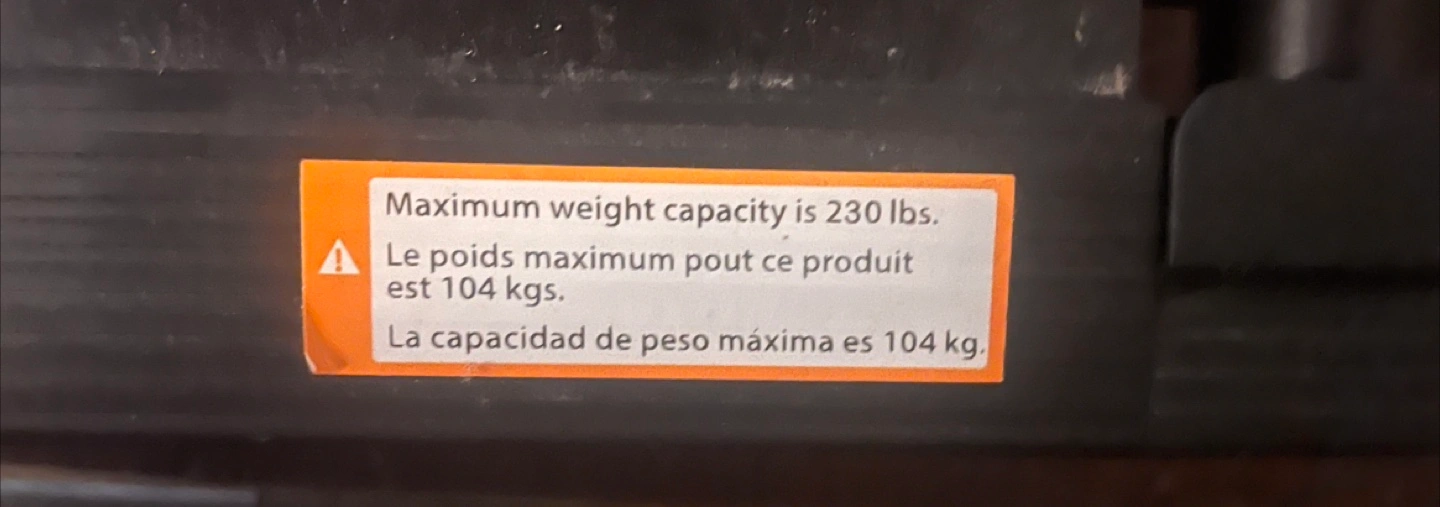 Maximum weight capacity is 230 lbs.
Le poids maximum pout ce produit
est 104 kgs.
La capacidad de peso máxima es 104 kg.